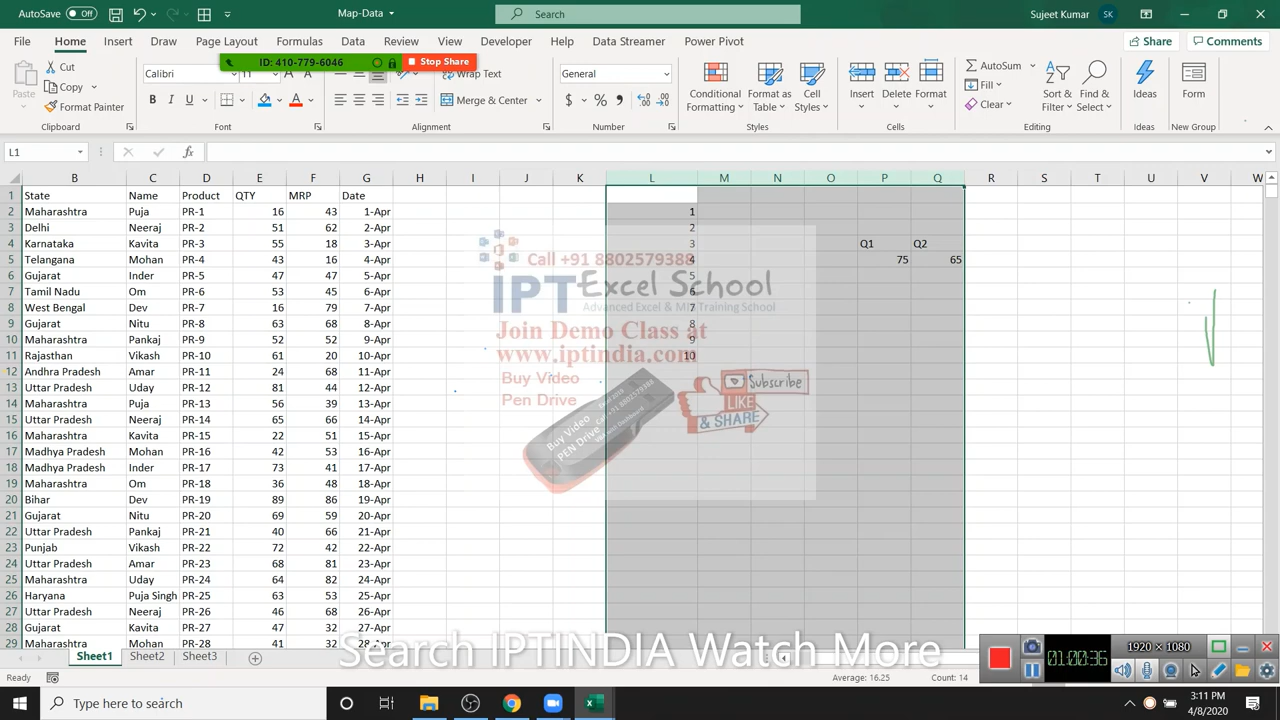 AutoSave Off Map-Data Search Sujeet Kumar SK
File Home Insert Draw Page Layout Formulas Data Review View Developer Help Data Streamer Power Pivot Share Comments
ID: 410-779-6046 Stop Share
Cut Calibri 11 Wrap Text General AutoSum
Copy Fill
Format Painter Merge & Center Clear
Paste Conditional Formatting Format as Table Cell Styles Insert Delete Format Sort & Filter Find & Select Ideas Form
Clipboard Font Alignment Number Styles Cells Editing Ideas New Group
L1 fx
B C D E F G H I J K L M N O P Q R S T U V W
1 State Name Product QTY MRP Date
2 Maharashtra Puja PR-1 16 43 1-Apr 1
3 Delhi Neeraj PR-2 51 62 2-Apr 2
4 Karnataka Kavita PR-3 55 18 3-Apr 3 Q1 Q2
5 Telangana Mohan PR-4 43 16 4-Apr 4 75 65
6 Gujarat Inder PR-5 47 47 5-Apr 5
7 Tamil Nadu Om PR-6 53 45 6-Apr 6
8 West Bengal Dev PR-7 16 79 7-Apr 7
9 Gujarat Nitu PR-8 63 68 8-Apr 8
10 Maharashtra Pankaj PR-9 52 52 9-Apr 9
11 Rajasthan Vikash PR-10 61 20 10-Apr 10
12 Andhra Pradesh Amar PR-11 24 68 11-Apr
13 Uttar Pradesh Uday PR-12 81 44 12-Apr
14 Maharashtra Puja PR-13 56 39 13-Apr
15 Uttar Pradesh Neeraj PR-14 65 66 14-Apr
16 Maharashtra Kavita PR-15 22 51 15-Apr
17 Madhya Pradesh Mohan PR-16 42 53 16-Apr
18 Madhya Pradesh Inder PR-17 73 41 17-Apr
19 Maharashtra Om PR-18 36 48 18-Apr
20 Bihar Dev PR-19 89 86 19-Apr
21 Gujarat Nitu PR-20 69 59 20-Apr
22 Uttar Pradesh Pankaj PR-21 40 66 21-Apr
23 Punjab Vikash PR-22 72 42 22-Apr
24 Uttar Pradesh Amar PR-23 68 81 23-Apr
25 Maharashtra Uday PR-24 64 82 24-Apr
26 Haryana Puja Singh PR-25 63 53 25-Apr
27 Uttar Pradesh Neeraj PR-26 46 68 26-Apr
28 Gujarat Kavita PR-27 47 32 27-Apr
29 Maharashtra Mohan PR-28 41 32 28-Apr
Call +91 8802579388
IPT Excel School
Advanced Excel & MIS Training School
Join Demo Class at
www.iptindia.com
Buy Video
Pen Drive
Subscribe
LIKE
& SHARE
Buy Video
PEN Drive
Call +91 8802579388
Search IPTINDIA Watch More
Sheet1 Sheet2 Sheet3
Ready Average: 16.25 Count: 14
01:00:36 1920 × 1080
Type here to search 3:11 PM
4/8/2020